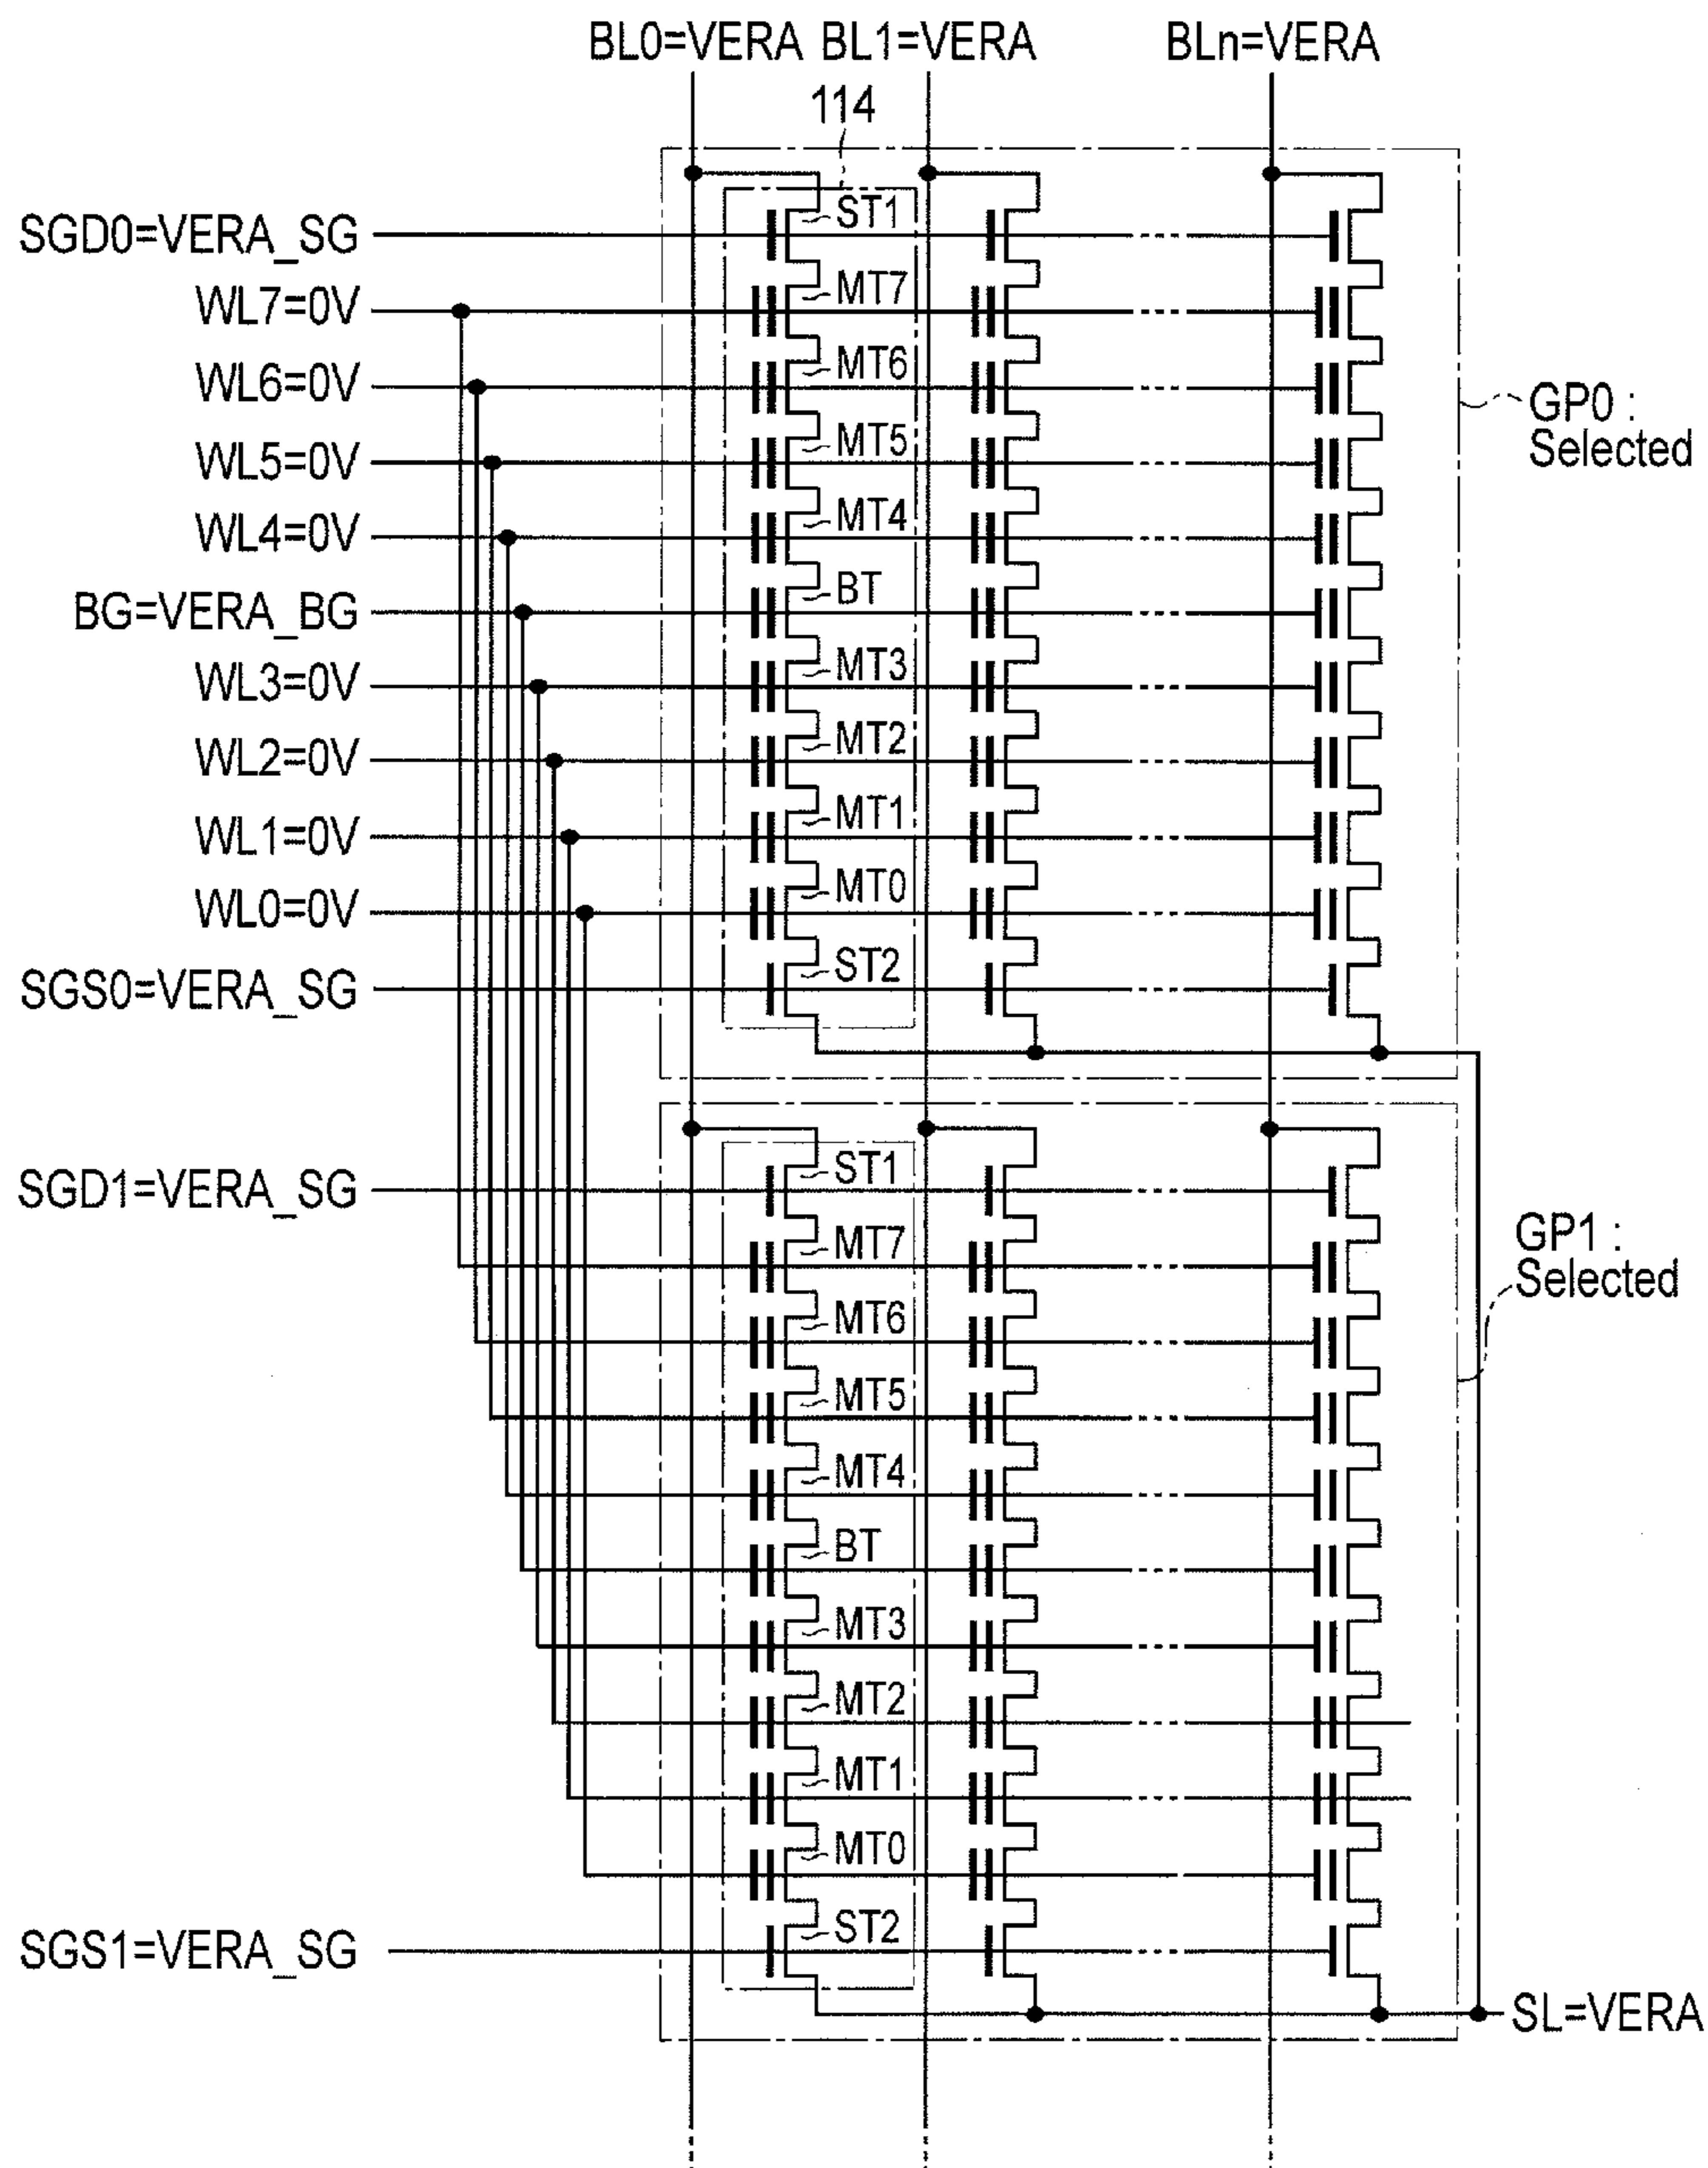 BL0=VERA BL1=VERA BLn=VERA
114
SGD0=VERA_SG
ST1
WL7=0V
MT7
WL6=0V
MT6
GP0 :
Selected
WL5=0V
MT5
WL4=0V
MT4
BG=VERA_BG
BT
WL3=0V
MT3
WL2=0V
MT2
WL1=0V
MT1
WL0=0V
MT0
SGS0=VERA_SG
ST2
SGD1=VERA_SG
ST1
GP1 :
Selected
MT7
MT6
MT5
MT4
BT
MT3
MT2
MT1
MT0
SGS1=VERA_SG
ST2
SL=VERA